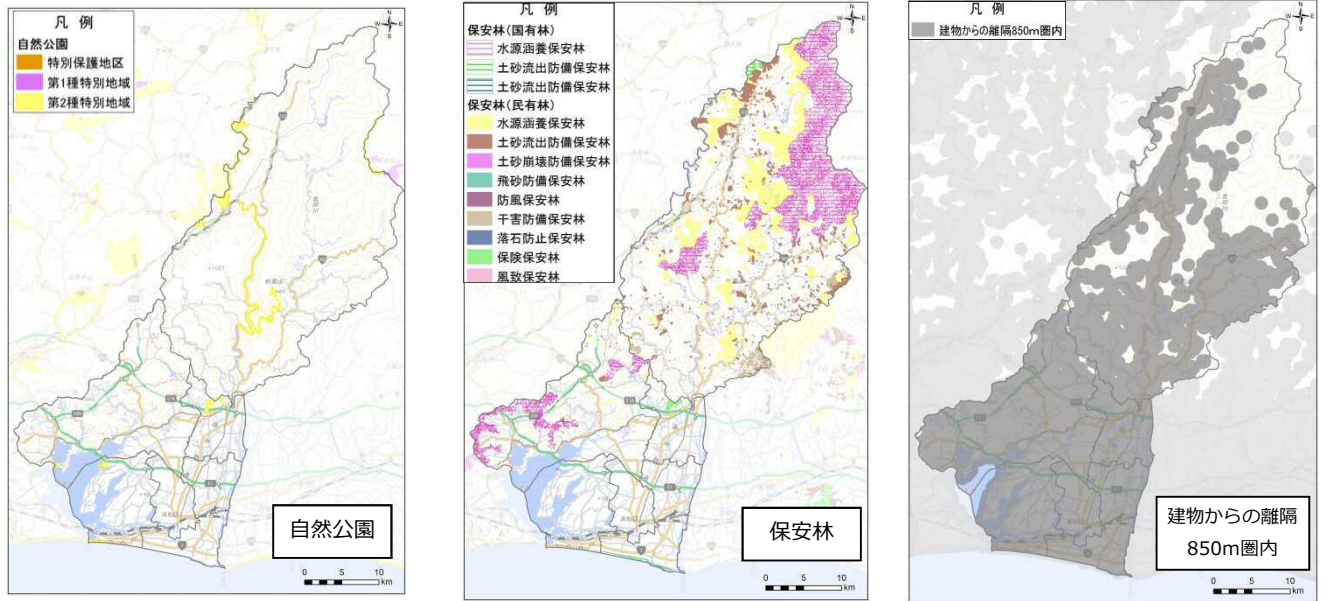 凡 例
自然公園
特別保護地区
第1種特別地域
第2種特別地域
N
W
E
S
自然公園
0 5 10
km
凡 例
保安林(国有林)
水源涵養保安林
土砂流出防備保安林
土砂流出防備保安林
保安林(民有林)
水源涵養保安林
土砂流出防備保安林
土砂崩壊防備保安林
飛砂防備保安林
防風保安林
干害防備保安林
落石防止保安林
保険保安林
風致保安林
N
W
E
S
保安林
0 5 10
km
凡 例
建物からの離隔850m圏内
N
W
E
S
建物からの離隔
850m圏内
0 5 10
km